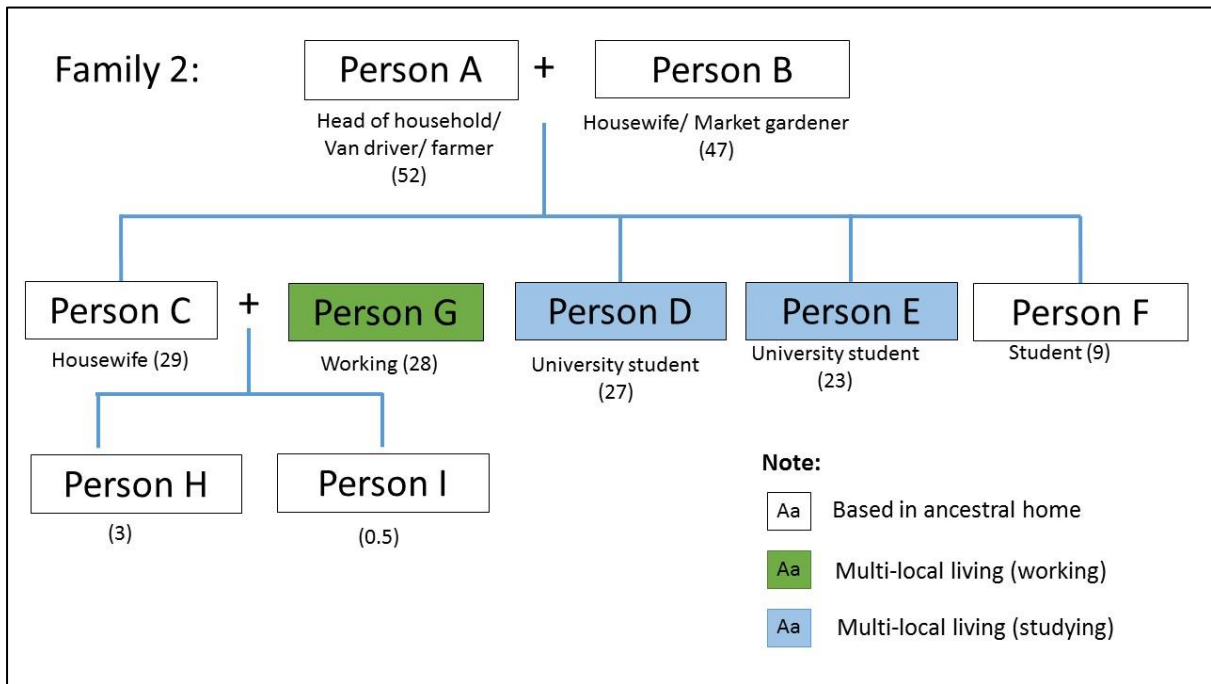 Family 2:
Person A
+
Person B
Head of household/
Van driver/ farmer
(52)
Housewife/ Market gardener
(47)
Person C
+
Person G
Person D
Person E
Person F
Housewife (29)
Working (28)
University student
(27)
University student
(23)
Student (9)
Person H
Person I
(3)
(0.5)
Note:
Aa Based in ancestral home
Aa Multi-local living (working)
Aa Multi-local living (studying)